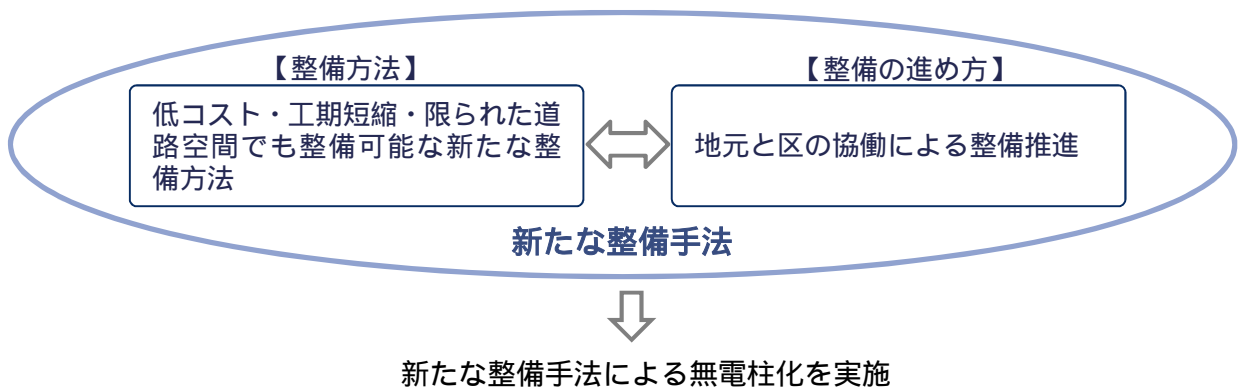 【整備方法】
低コスト・工期短縮・限られた道
路空間でも整備可能な新たな整
備方法
【整備の進め方】
地元と区の協働による整備推進
新たな整備手法
新たな整備手法による無電柱化を実施